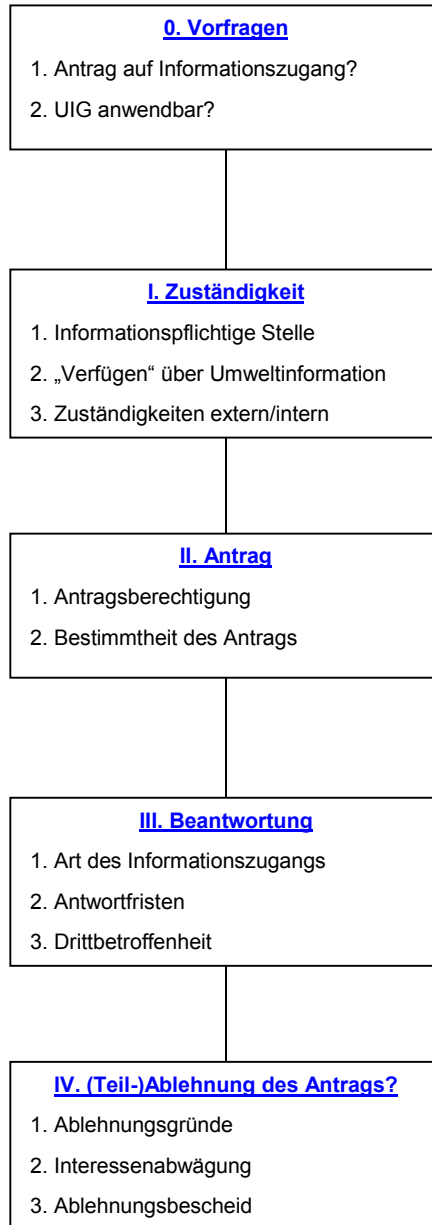 0. Vorfragen
1. Antrag auf Informationszugang?
2. UIG anwendbar?
I. Zuständigkeit
1. Informationspflichtige Stelle
2. „Verfügen“ über Umweltinformation
3. Zuständigkeiten extern/intern
II. Antrag
1. Antragsberechtigung
2. Bestimmtheit des Antrags
III. Beantwortung
1. Art des Informationszugangs
2. Antwortfristen
3. Drittbetroffenheit
IV. (Teil-)Ablehnung des Antrags?
1. Ablehnungsgründe
2. Interessenabwägung
3. Ablehnungsbescheid